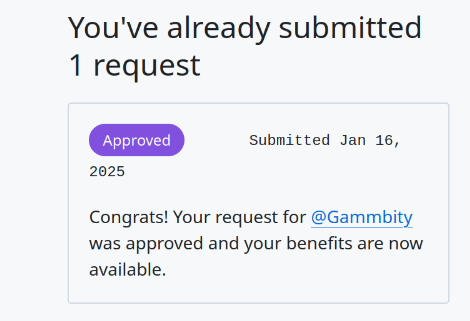 You've already submitted
1 request
Approved Submitted Jan 16,
2025
Congrats! Your request for @Gammbity
was approved and your benefits are now
available.